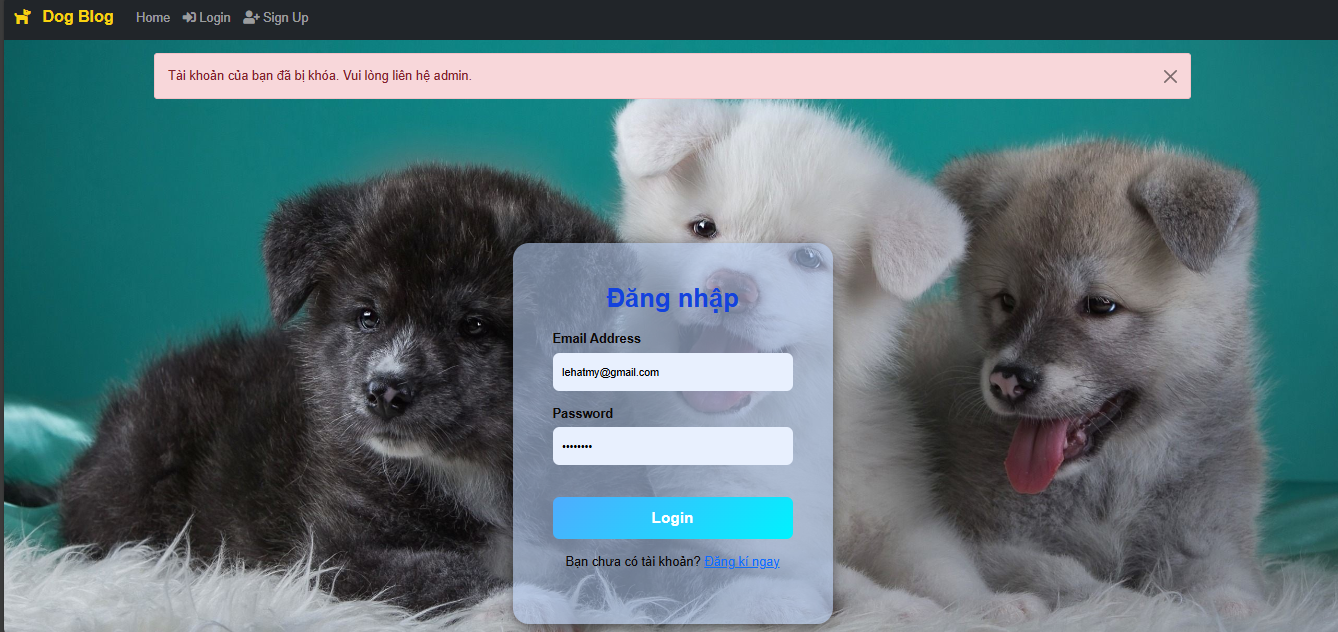 Dog Blog Home Login Sign Up
Tài khoản của bạn đã bị khóa. Vui lòng liên hệ admin.
Đăng nhập
Email Address
lehatmy@gmail.com
Password
••••••••
Login
Bạn chưa có tài khoản? Đăng kí ngay